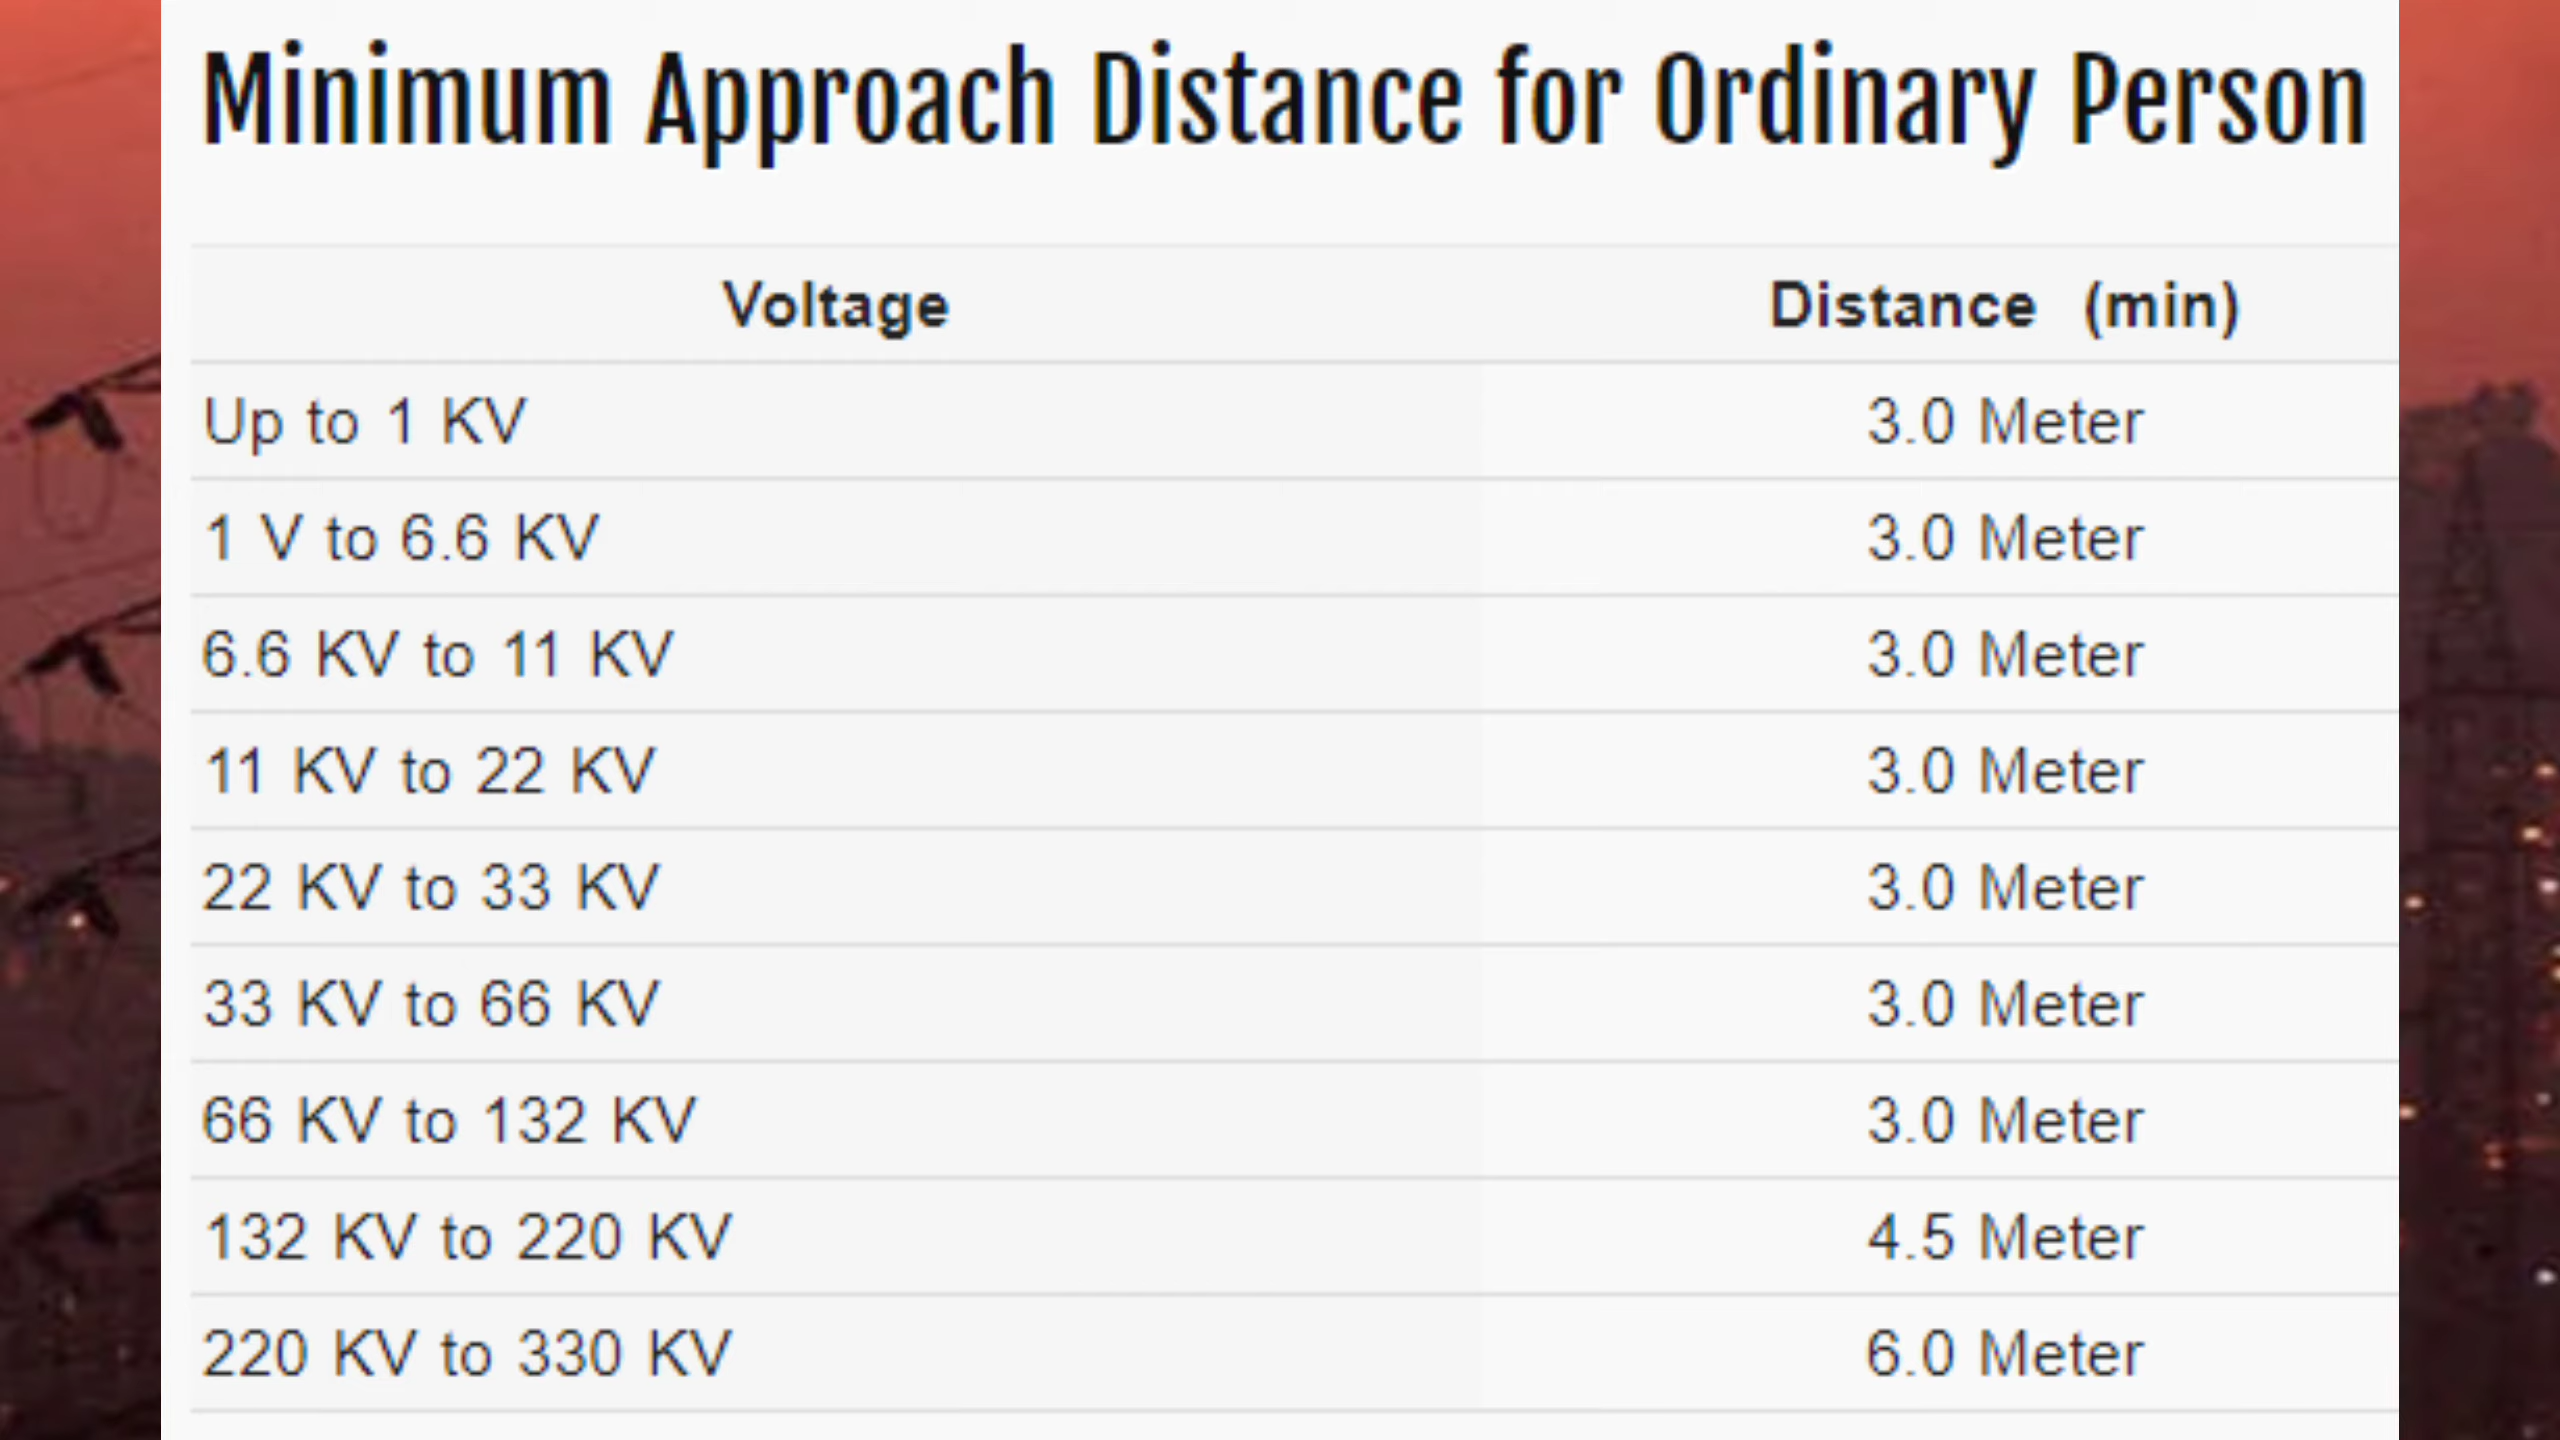 Minimum Approach Distance for Ordinary Person
Voltage Distance (min)
Up to 1 KV 3.0 Meter
1 V to 6.6 KV 3.0 Meter
6.6 KV to 11 KV 3.0 Meter
11 KV to 22 KV 3.0 Meter
22 KV to 33 KV 3.0 Meter
33 KV to 66 KV 3.0 Meter
66 KV to 132 KV 3.0 Meter
132 KV to 220 KV 4.5 Meter
220 KV to 330 KV 6.0 Meter